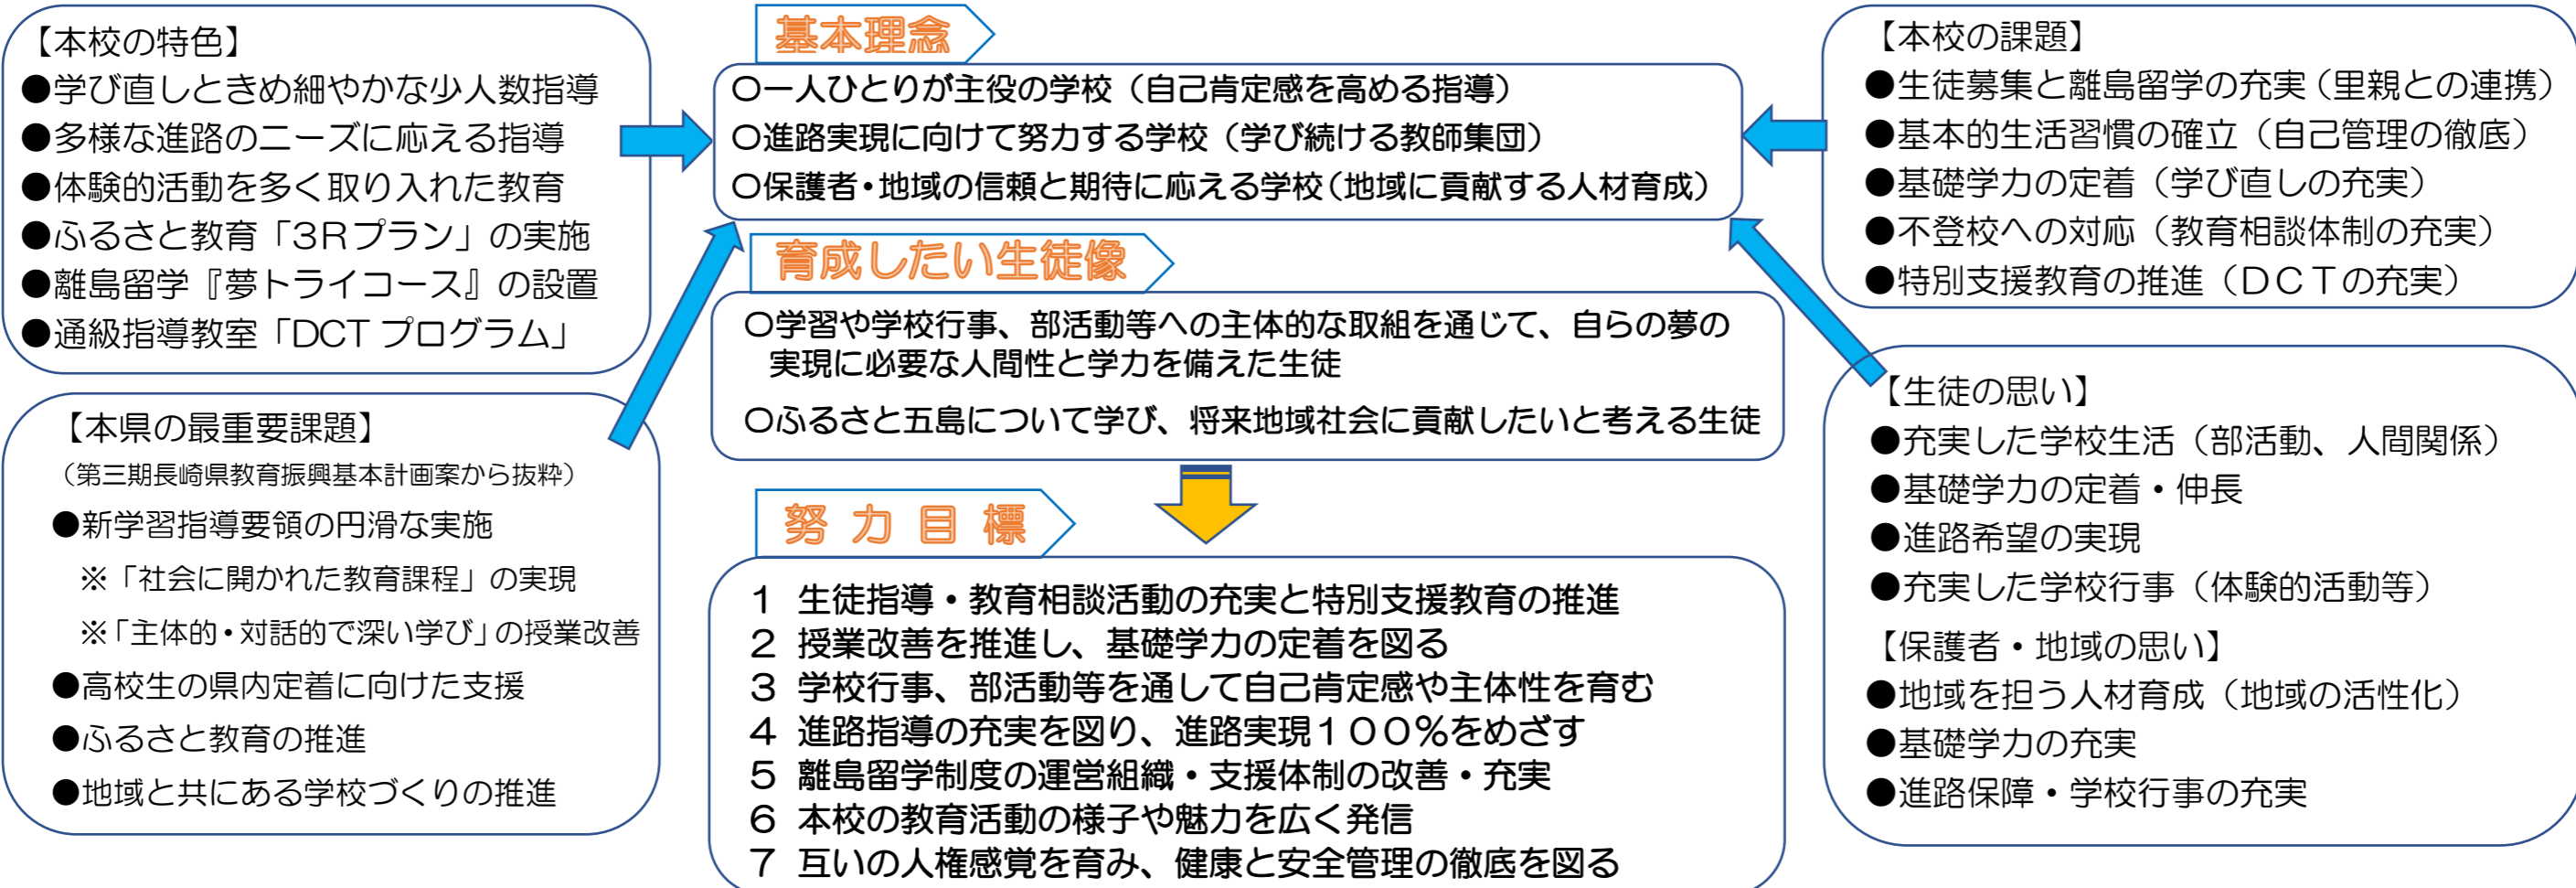 【本校の特色】
●学び直しときめ細やかな少人数指導
●多様な進路のニーズに応える指導
●体験的活動を多く取り入れた教育
●ふるさと教育「3Rプラン」の実施
●離島留学『夢トライコース』の設置
●通級指導教室「DCTプログラム」
【本県の最重要課題】
（第三期長崎県教育振興基本計画案から抜粋）
●新学習指導要領の円滑な実施
※「社会に開かれた教育課程」の実現
※「主体的・対話的で深い学び」の授業改善
●高校生の県内定着に向けた支援
●ふるさと教育の推進
●地域と共にある学校づくりの推進
基本理念
○一人ひとりが主役の学校（自己肯定感を高める指導）
○進路実現に向けて努力する学校（学び続ける教師集団）
○保護者・地域の信頼と期待に応える学校（地域に貢献する人材育成）
育成したい生徒像
○学習や学校行事、部活動等への主体的な取組を通じて、自らの夢の
実現に必要な人間性と学力を備えた生徒
○ふるさと五島について学び、将来地域社会に貢献したいと考える生徒
努力目標
1 生徒指導・教育相談活動の充実と特別支援教育の推進
2 授業改善を推進し、基礎学力の定着を図る
3 学校行事、部活動等を通して自己肯定感や主体性を育む
4 進路指導の充実を図り、進路実現１００％をめざす
5 離島留学制度の運営組織・支援体制の改善・充実
6 本校の教育活動の様子や魅力を広く発信
7 互いの人権感覚を育み、健康と安全管理の徹底を図る
【本校の課題】
●生徒募集と離島留学の充実（里親との連携）
●基本的生活習慣の確立（自己管理の徹底）
●基礎学力の定着（学び直しの充実）
●不登校への対応（教育相談体制の充実）
●特別支援教育の推進（ＤＣＴの充実）
【生徒の思い】
●充実した学校生活（部活動、人間関係）
●基礎学力の定着・伸長
●進路希望の実現
●充実した学校行事（体験的活動等）
【保護者・地域の思い】
●地域を担う人材育成（地域の活性化）
●基礎学力の充実
●進路保障・学校行事の充実